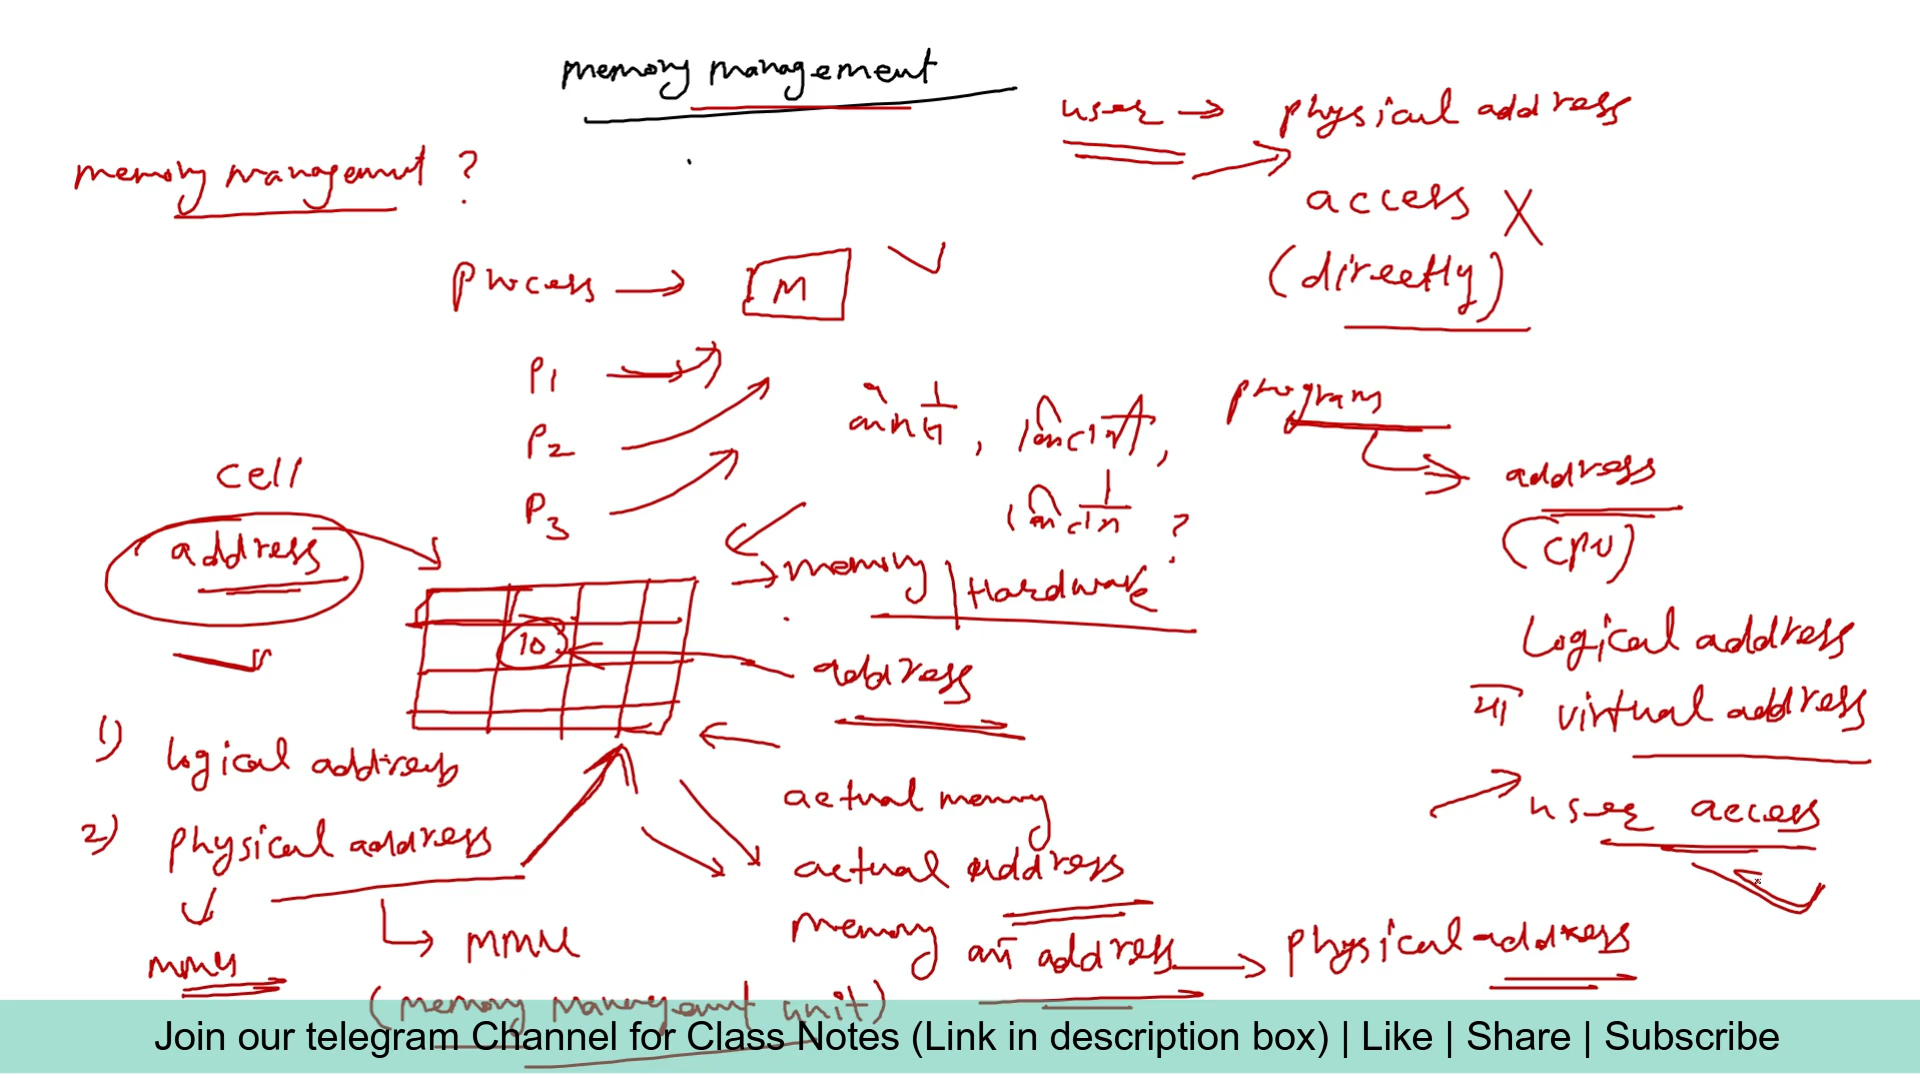 memory management
user → physical address
memory management ?
access X
(directly)
Process → M
P1
P2
P3
program
address
(CPU)
cell
address
memory | Hardware ?
10
address
Logical address
या virtual address
user access
1) Logical address
2) Physical address
actual memory
actual address
memory का address → physical address
MMU
MMU
(memory management unit)
Join our telegram Channel for Class Notes (Link in description box) | Like | Share | Subscribe